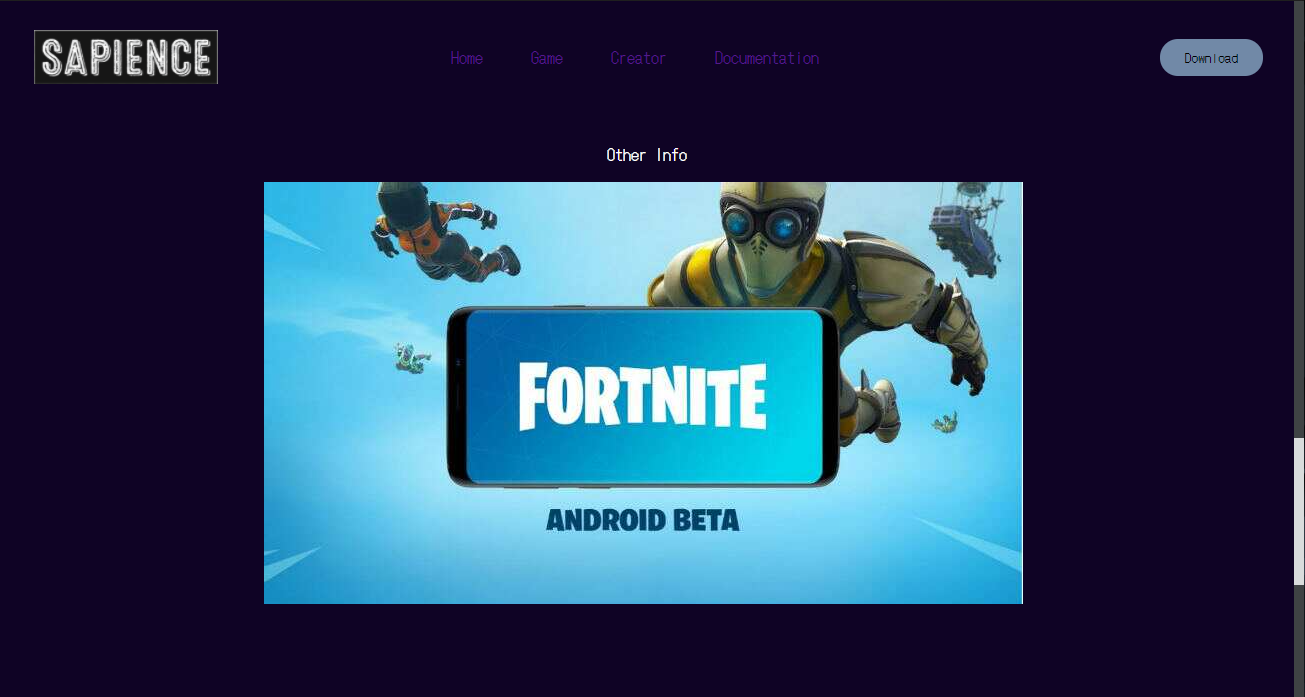 SAPIENCE
Home Game Creator Documentation
Download
Other Info
FORTNITE
ANDROID BETA